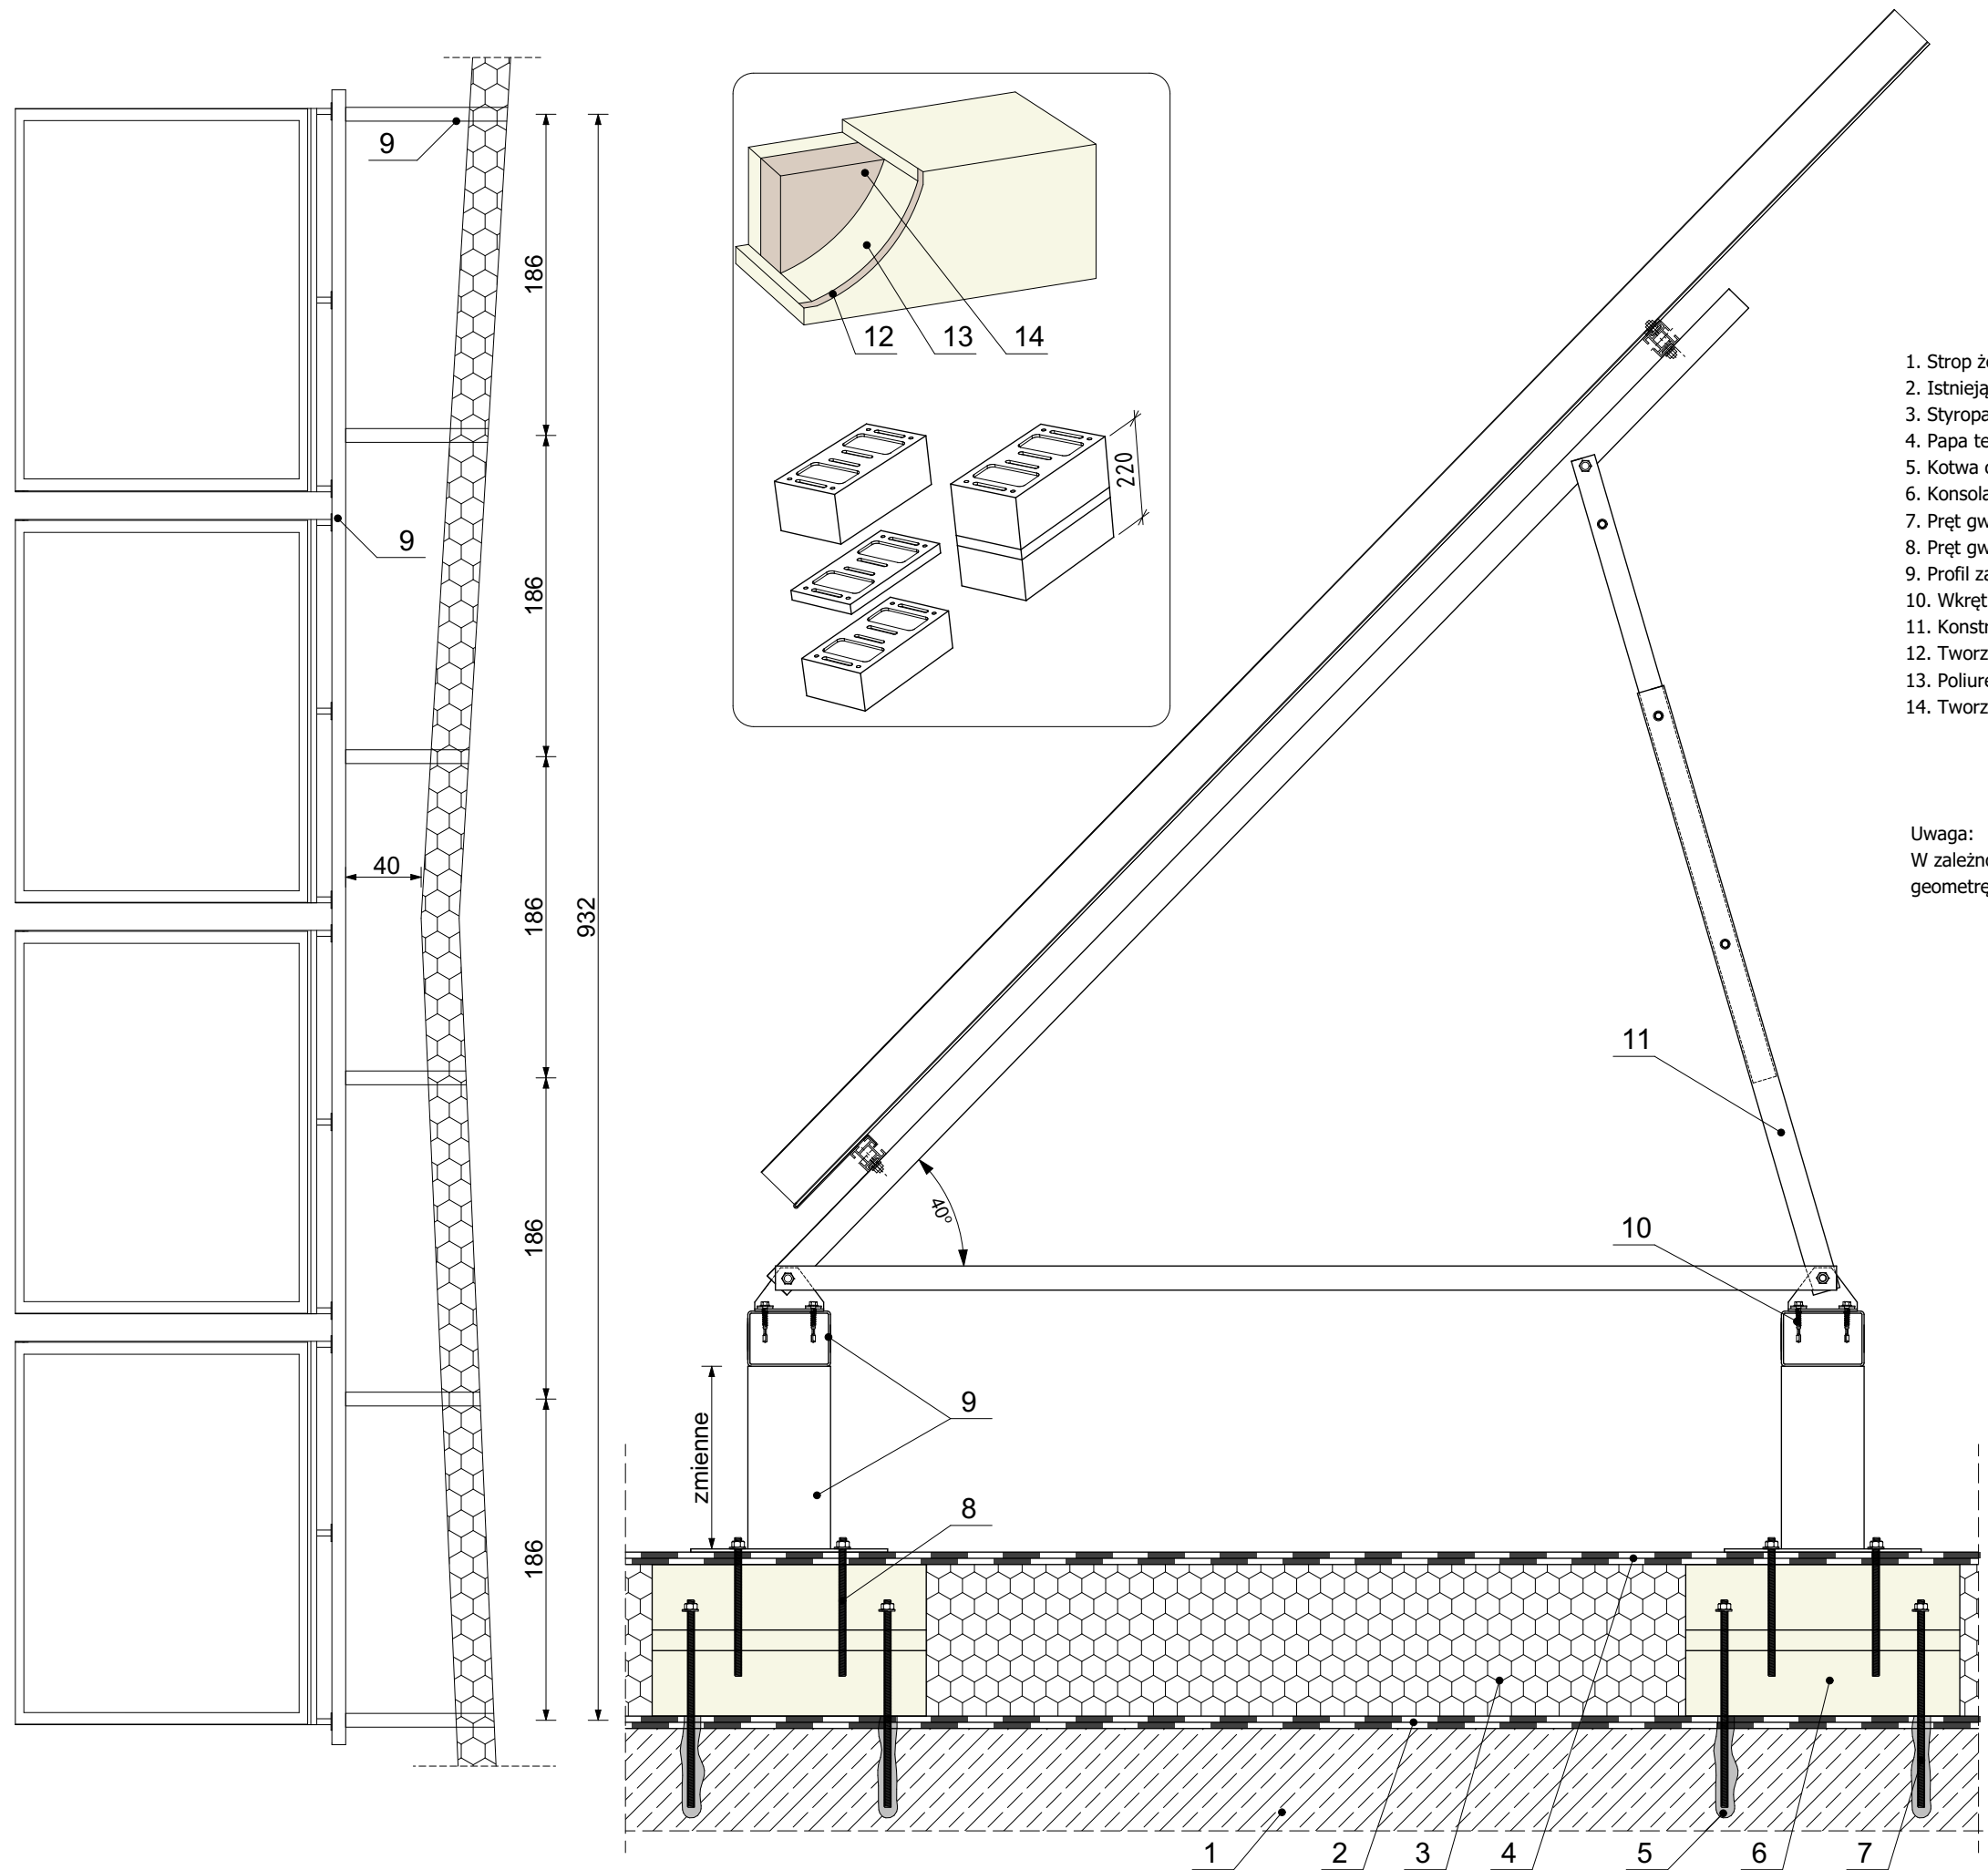 9
186
12
13
14
220
1. Strop
2. Istnieją
3. Styropa
4. Papa te
5. Kotwa
6. Konsola
7. Pręt gw
8. Pręt gw
9. Profil za
10. Wkręt
11. Konstr
12. Tworz
13. Poliure
14. Tworz
9
186
Uwaga:
W zależno
geometrę
40
186
932
11
40°
186
10
9
zmienne
8
186
1
2
3
4
5
6
7